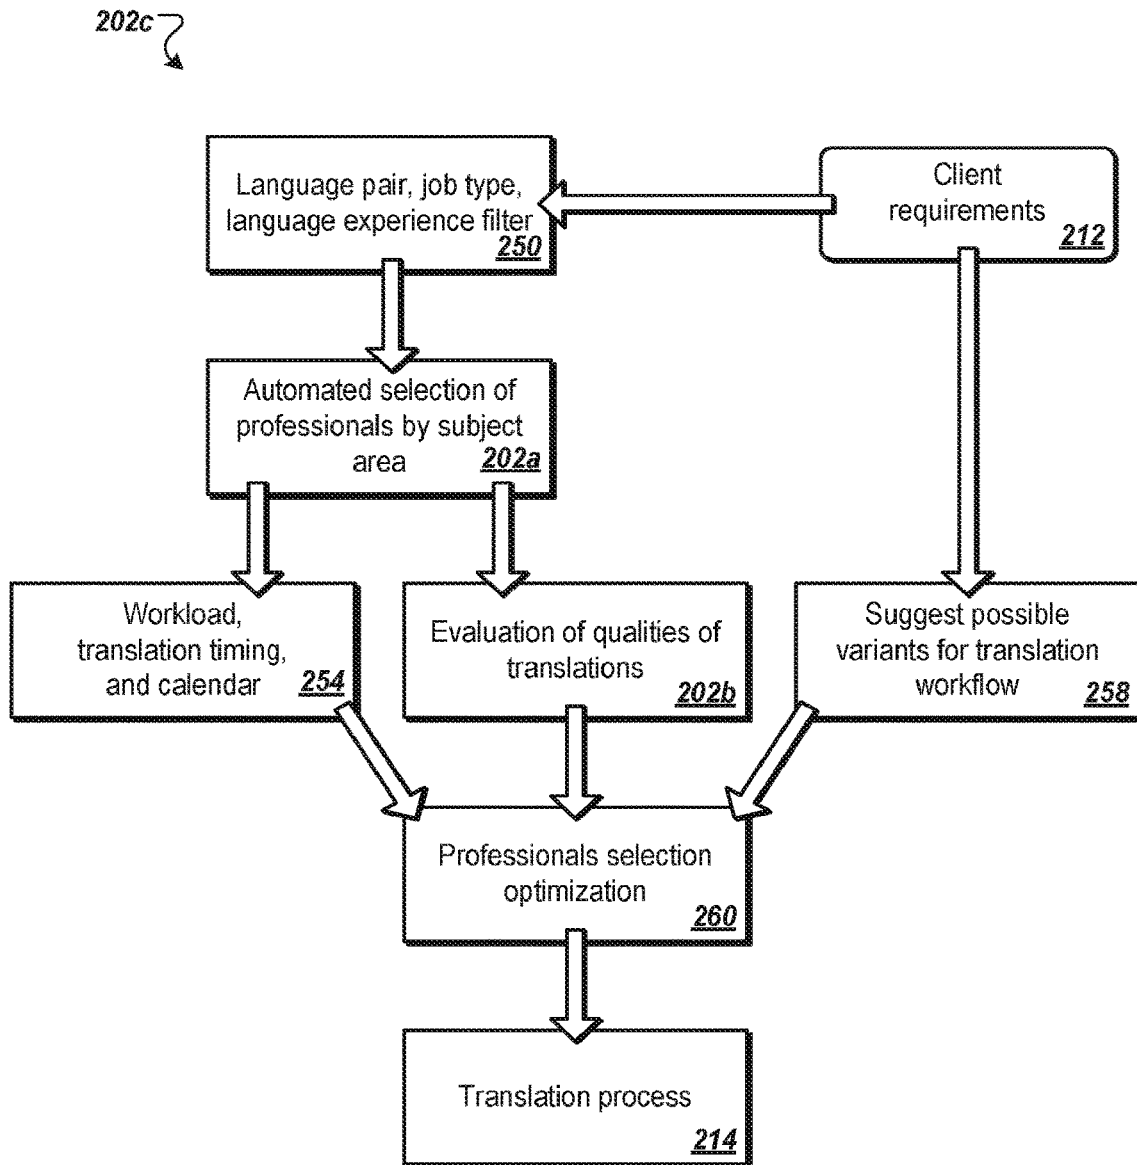 202c
Language pair, job type,
language experience filter
250
Client
requirements
212
Automated selection of
professionals by subject
area
202a
Workload,
translation timing,
and calendar
254
Evaluation of qualities of
translations
202b
Suggest possible
variants for translation
workflow
258
Professionals selection
optimization
260
Translation process
214